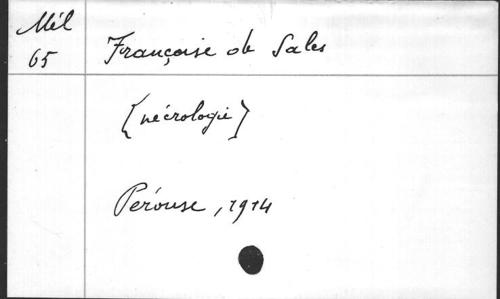 Mél
65
Françoise de Sales
[nécrologie]
Pérouse, 1914